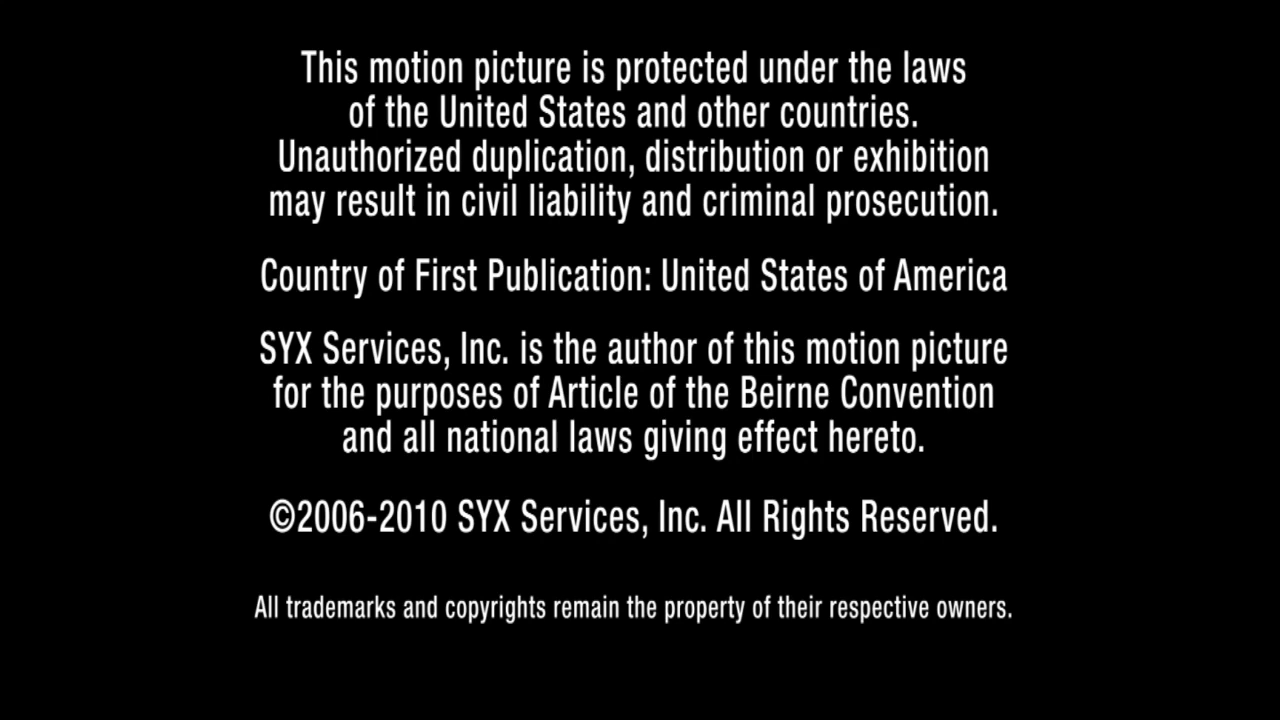 This motion picture is protected under the laws
of the United States and other countries.
Unauthorized duplication, distribution or exhibition
may result in civil liability and criminal prosecution.
Country of First Publication: United States of America
SYX Services, Inc. is the author of this motion picture
for the purposes of Article of the Beirne Convention
and all national laws giving effect hereto.
©2006-2010 SYX Services, Inc. All Rights Reserved.
All trademarks and copyrights remain the property of their respective owners.